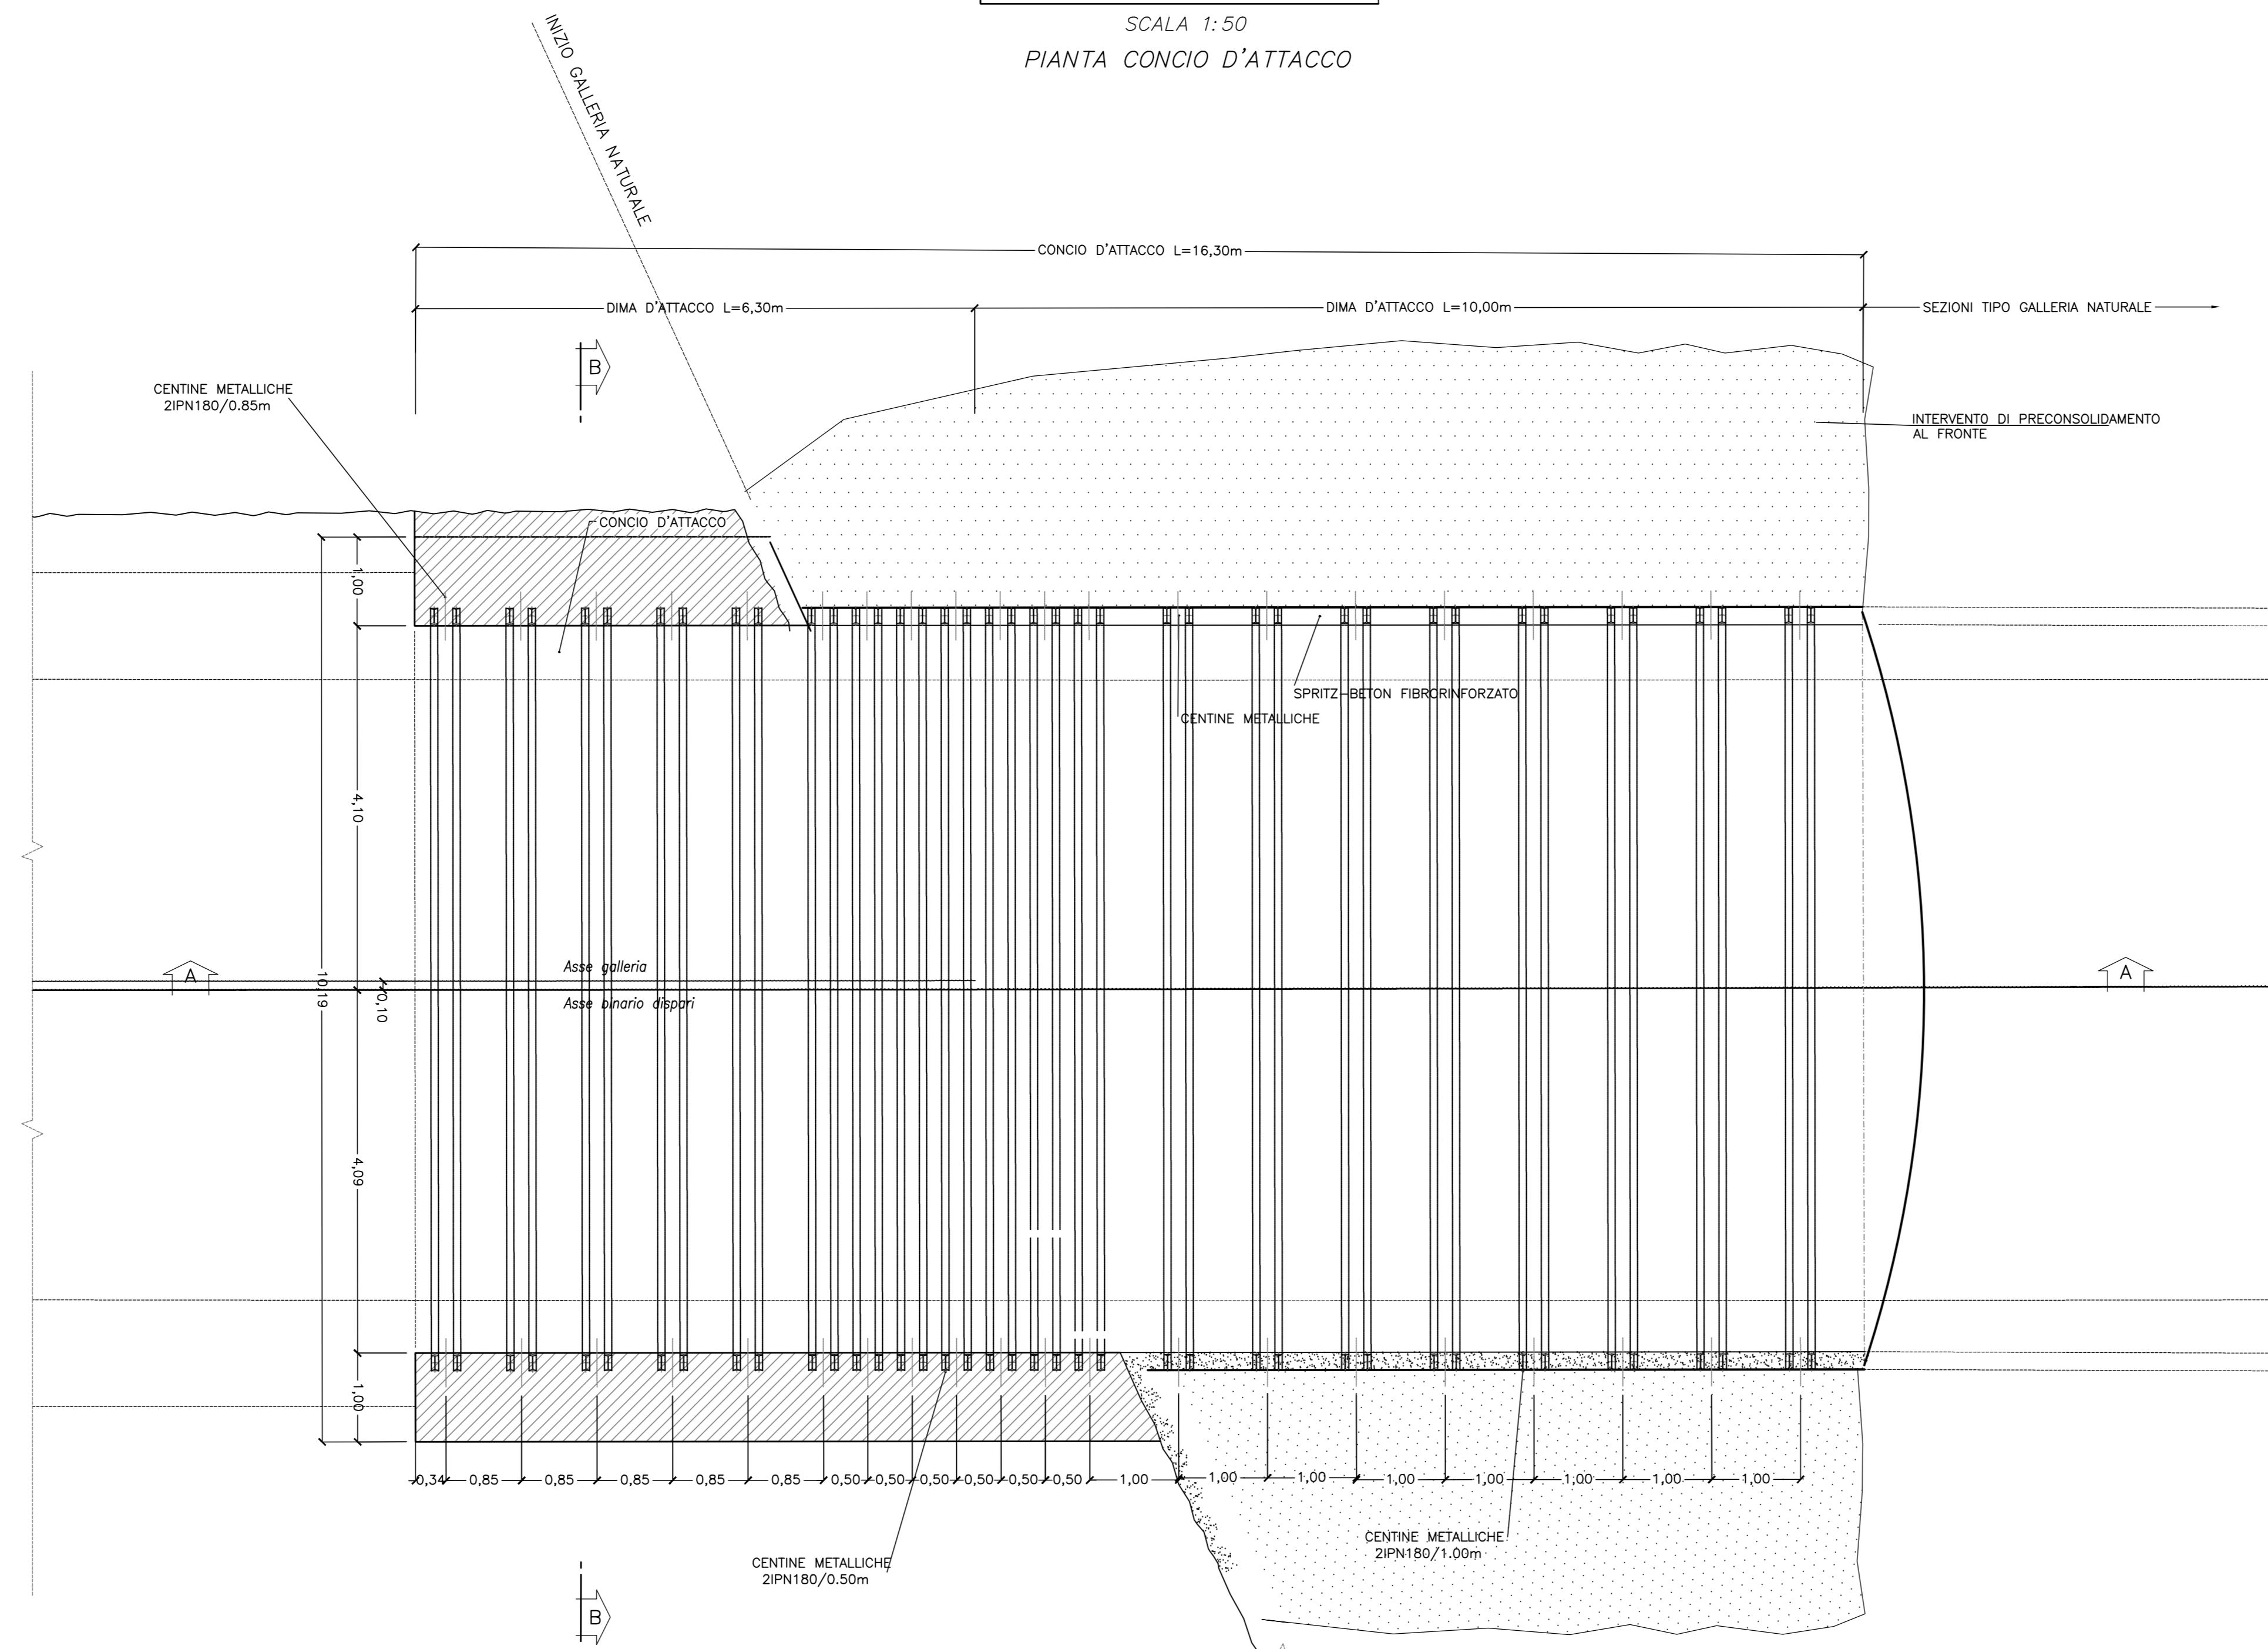 SCALA 1:50
PIANTA CONCIO D'ATTACCO
INIZIO GALLERIA NATURALE
CONCIO D'ATTACCO L=16,30m
DIMA D'ATTACCO L=6,30m
DIMA D'ATTACCO L=10,00m
SEZIONI TIPO GALLERIA NATURALE
B
CENTINE METALLICHE
2IPN180/0.85m
INTERVENTO DI PRECONSOLIDAMENTO
AL FRONTE
CONCIO D'ATTACCO
1,00
SPRITZ-BETON FIBRORINFORZATO
CENTINE METALLICHE
4,10
Asse galleria
A
A
10,19
0,10
Asse binario dispari
4,09
1,00
0,34
0,85
0,85
0,85
0,85
0,85
0,50
0,50
0,50
0,50
0,50
0,50
1,00
1,00
1,00
1,00
1,00
1,00
1,00
1,00
CENTINE METALLICHE
2IPN180/1.00m
CENTINE METALLICHE
2IPN180/0.50m
B